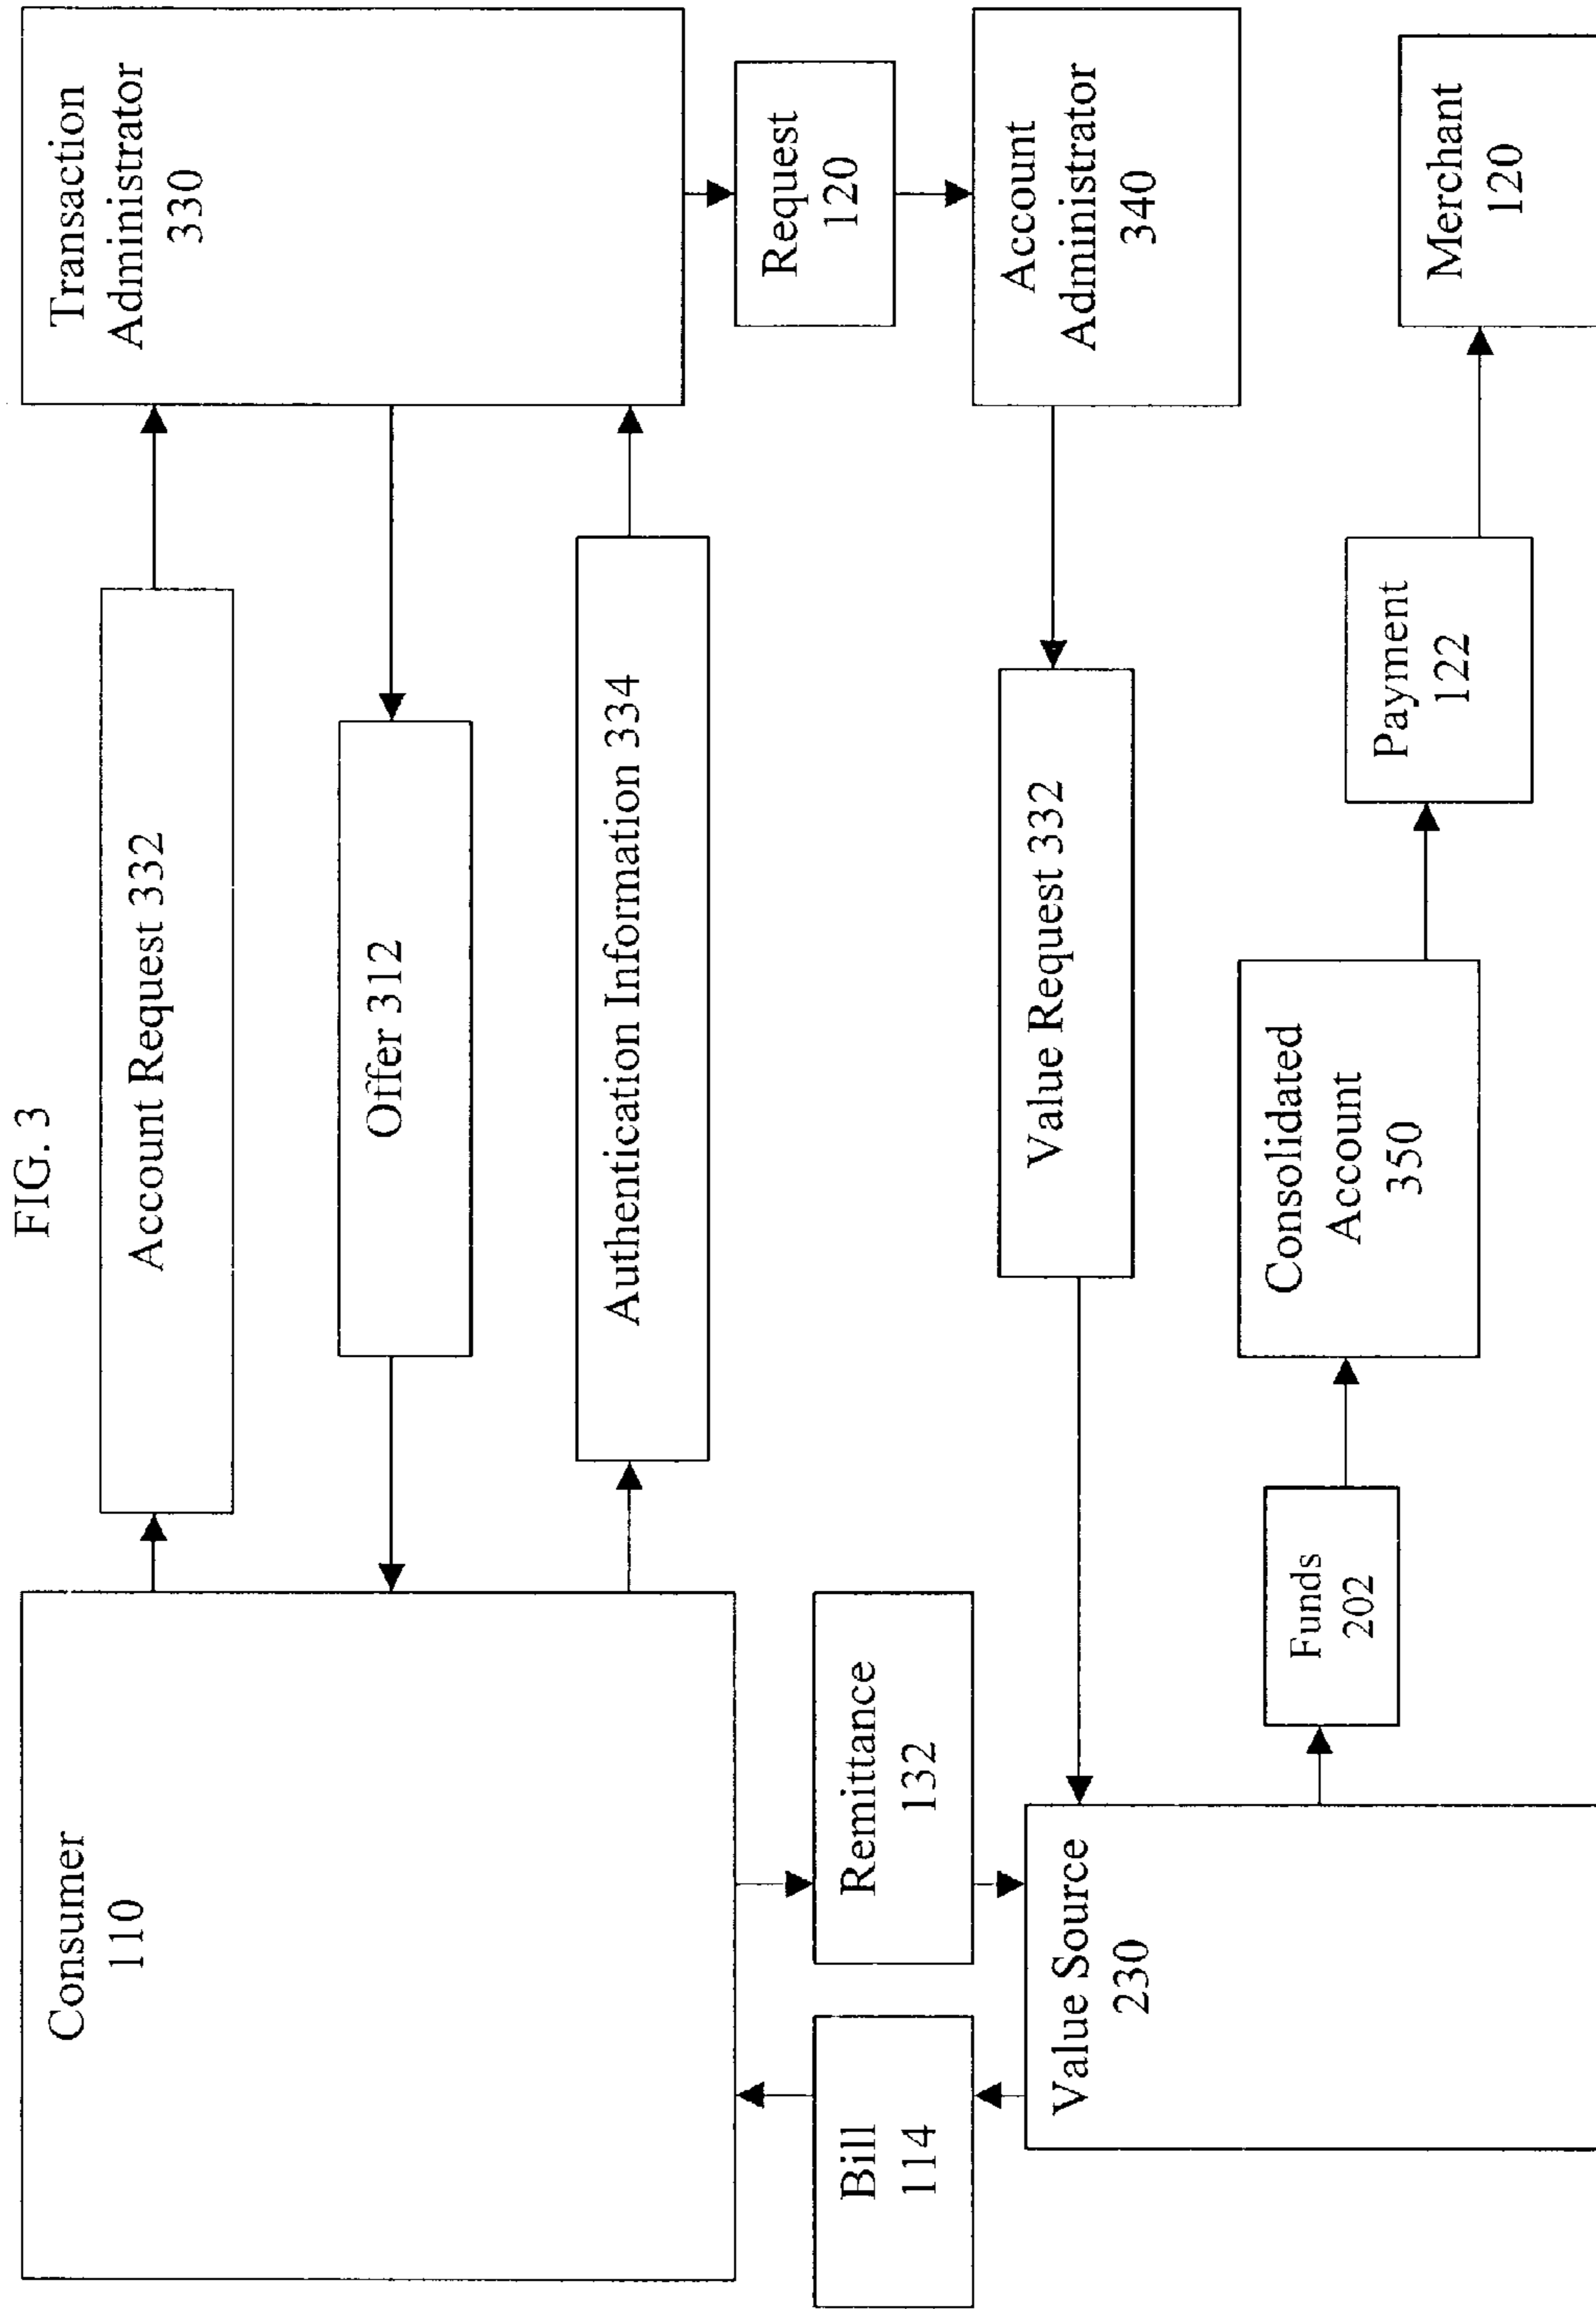 FIG. 3
Consumer
110
Account Request 332
Transaction
Administrator
330
Offer 312
Authentication Information 334
Bill
114
Remittance
132
Request
120
Value Source
230
Value Request 332
Account
Administrator
340
Funds
202
Consolidated
Account
350
Payment
122
Merchant
120